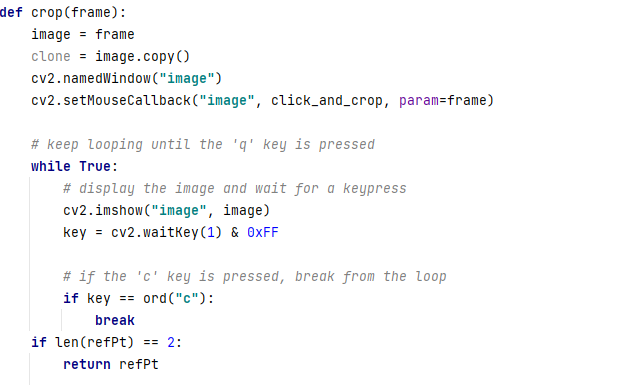 def crop(frame):
    image = frame
    clone = image.copy()
    cv2.namedWindow("image")
    cv2.setMouseCallback("image", click_and_crop, param=frame)

    # keep looping until the 'q' key is pressed
    while True:
        # display the image and wait for a keypress
        cv2.imshow("image", image)
        key = cv2.waitKey(1) & 0xFF

        # if the 'c' key is pressed, break from the loop
        if key == ord("c"):
            break
    if len(refPt) == 2:
        return refPt